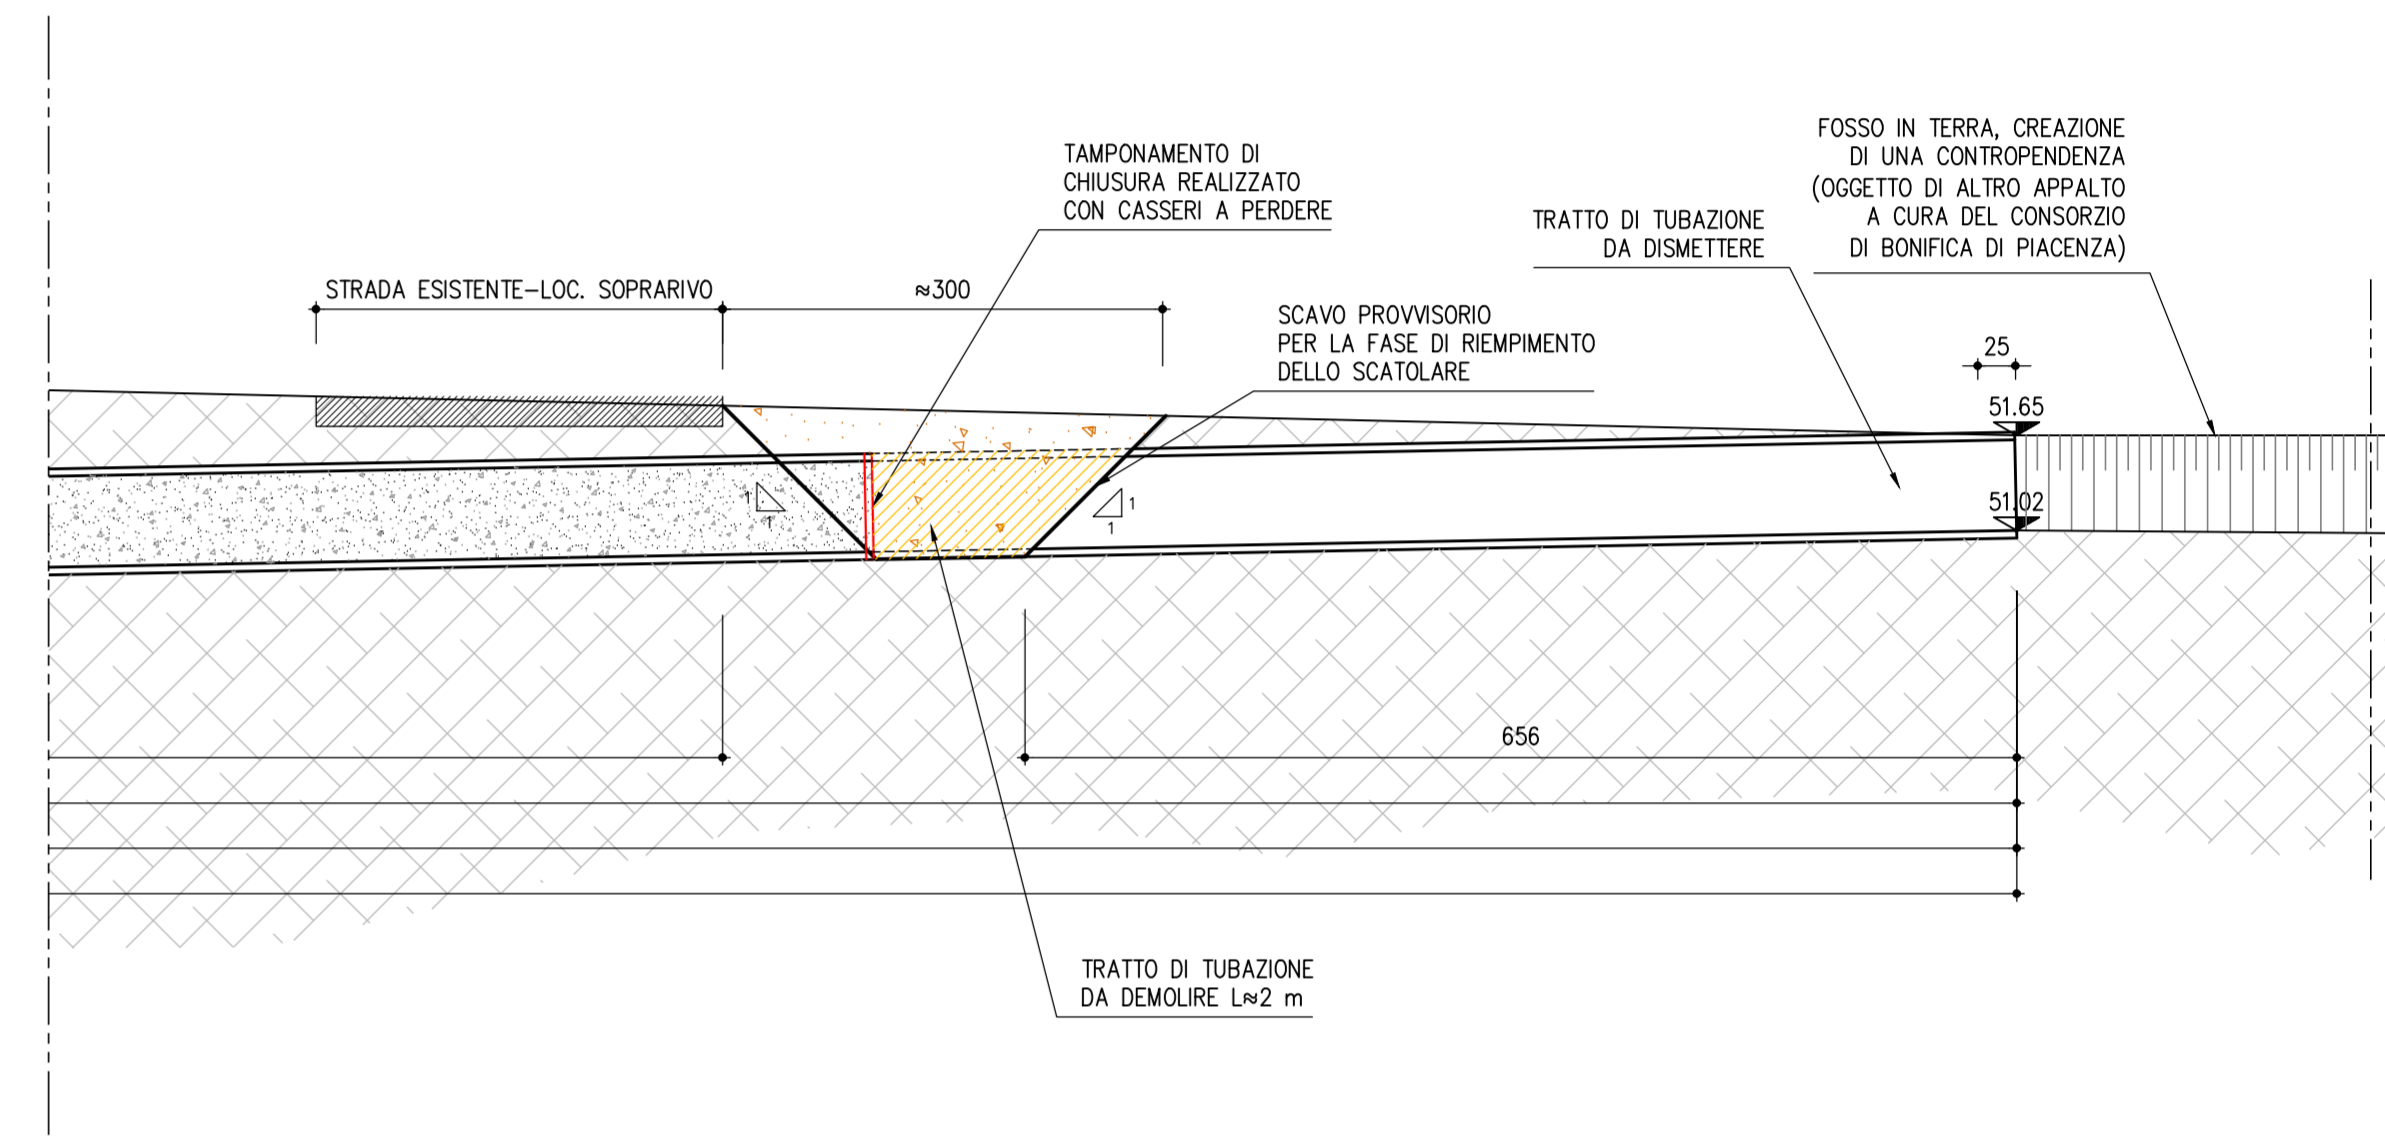 FOSSO IN TERRA, CREAZIONE
DI UNA CONTROPENDENZA
(OGGETTO DI ALTRO APPALTO
A CURA DEL CONSORZIO
DI BONIFICA DI PIACENZA)
TAMPONAMENTO DI
CHIUSURA REALIZZATO
CON CASSERI A PERDERE
TRATTO DI TUBAZIONE
DA DISMETTERE
STRADA ESISTENTE-LOC. SOPRARIVO
≈300
SCAVO PROVVISORIO
PER LA FASE DI RIEMPIMENTO
DELLO SCATOLARE
25
51.65
1
1
1
1
51.02
656
TRATTO DI TUBAZIONE
DA DEMOLIRE L≈2 m